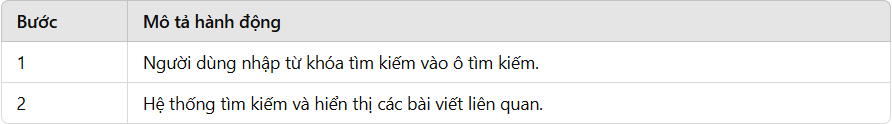 Bước Mô tả hành động
1 Người dùng nhập từ khóa tìm kiếm vào ô tìm kiếm.
2 Hệ thống tìm kiếm và hiển thị các bài viết liên quan.